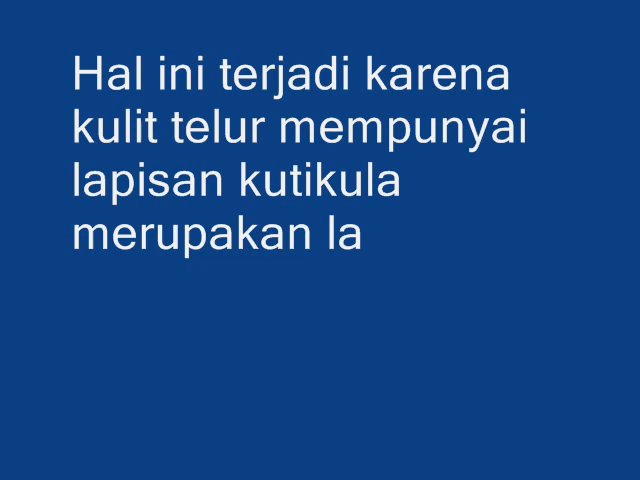 Hal ini terjadi karena
kulit telur mempunyai
lapisan kutikula
merupakan la